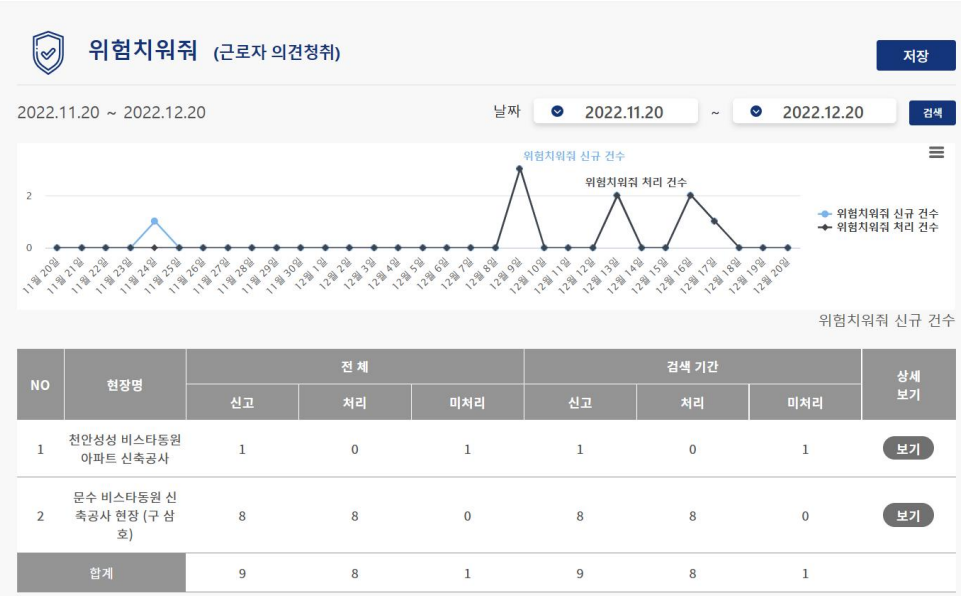 위험치워줘 (근로자 의견청취)
저장
2022.11.20 ~ 2022.12.20
날짜 2022.11.20 ~ 2022.12.20 검색
위험치워줘 신규 건수
위험치워줘 처리 건수
2
0
위험치워줘 신규 건수
위험치워줘 처리 건수
11월 20일 11월 21일 11월 22일 11월 23일 11월 24일 11월 25일 11월 26일 11월 27일 11월 28일 11월 29일 11월 30일 12월 1일 12월 2일 12월 3일 12월 4일 12월 5일 12월 6일 12월 7일 12월 8일 12월 9일 12월 10일 12월 11일 12월 12일 12월 13일 12월 14일 12월 15일 12월 16일 12월 17일 12월 18일 12월 19일 12월 20일
위험치워줘 신규 건수
NO 현장명 전 체 검색 기간 상세
보기
신고 처리 미처리 신고 처리 미처리
천안성성 비스타동원
1 1 0 1 1 0 1 보기
아파트 신축공사
문수 비스타동원 신
2 축공사 현장 (구 삼 8 8 0 8 8 0 보기
호)
합계 9 8 1 9 8 1